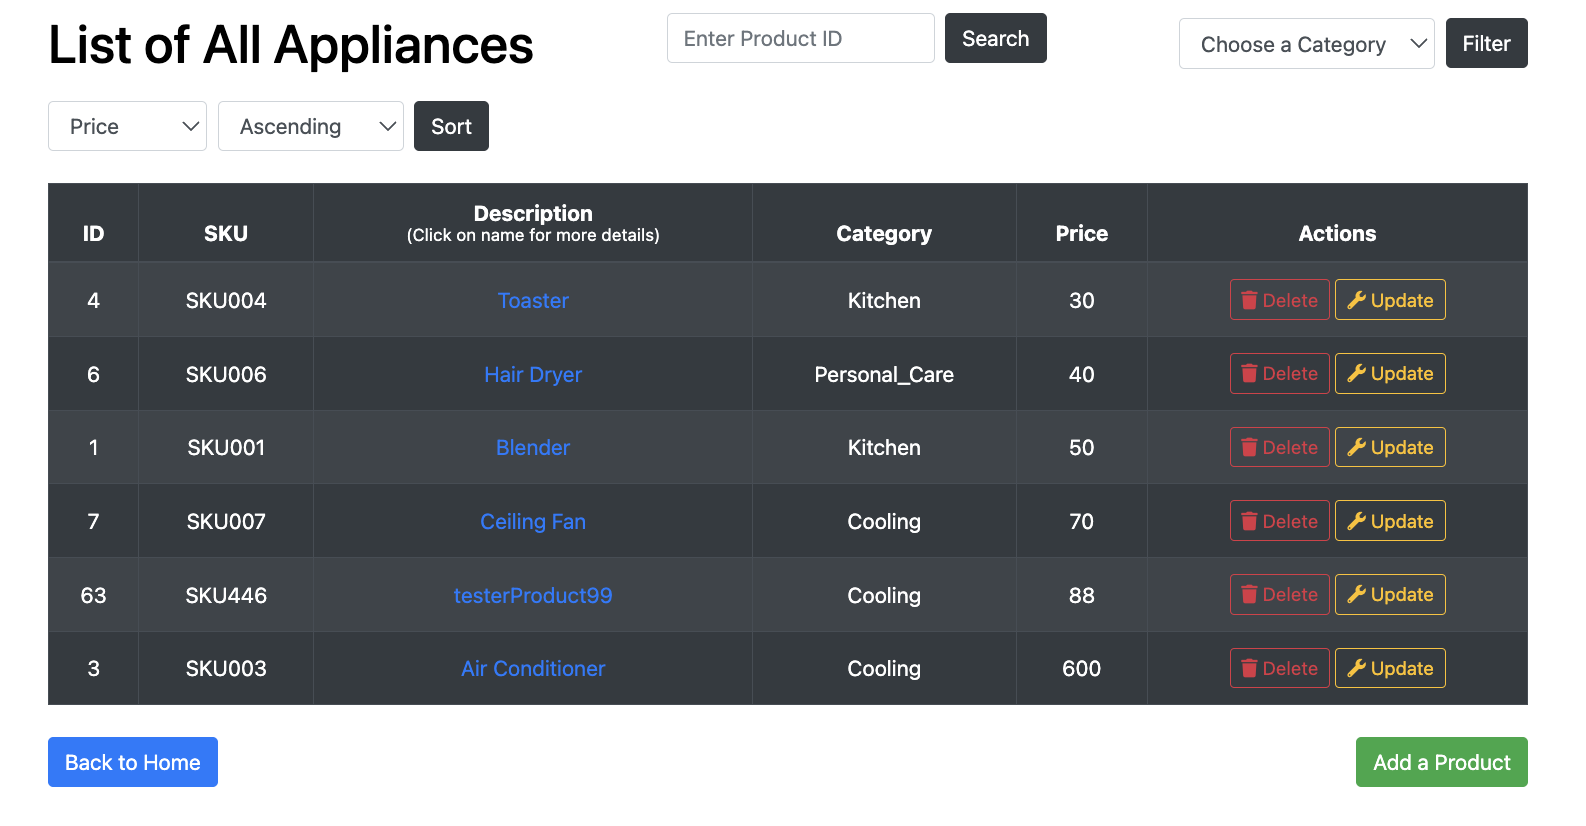 List of All Appliances
Enter Product ID Search
Choose a Category Filter
Price Ascending Sort
ID SKU Description Category Price Actions
(Click on name for more details)
4 SKU004 Toaster Kitchen 30 Delete Update
6 SKU006 Hair Dryer Personal_Care 40 Delete Update
1 SKU001 Blender Kitchen 50 Delete Update
7 SKU007 Ceiling Fan Cooling 70 Delete Update
63 SKU446 testerProduct99 Cooling 88 Delete Update
3 SKU003 Air Conditioner Cooling 600 Delete Update
Back to Home Add a Product